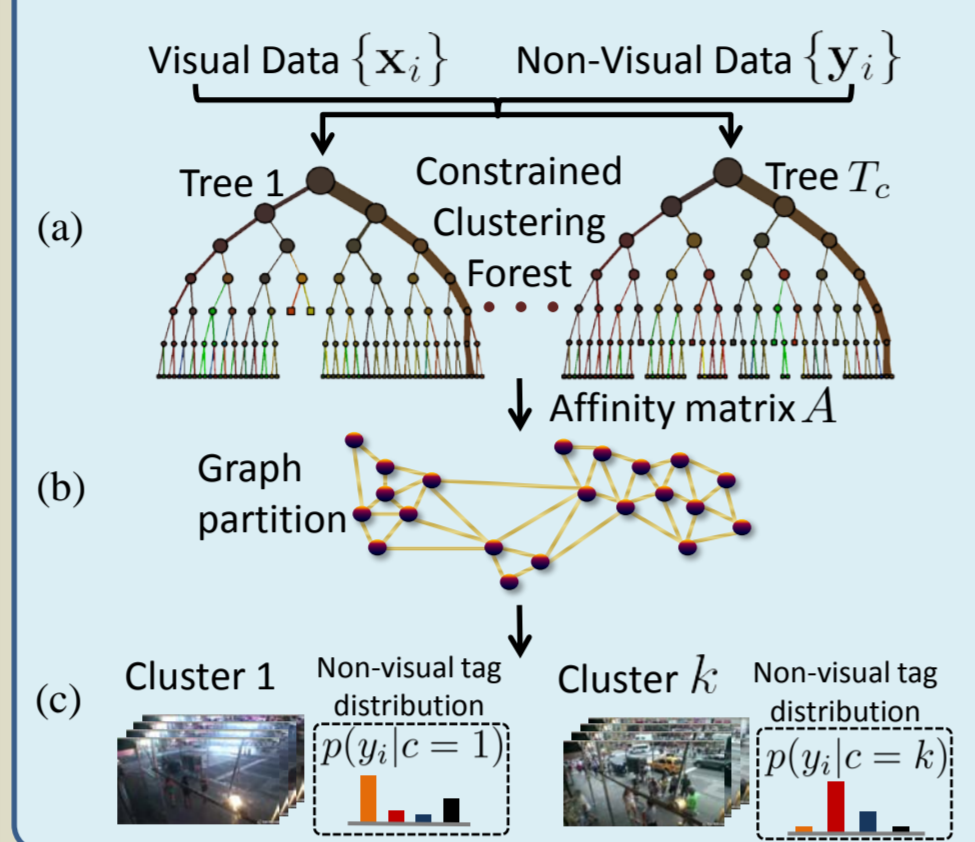 Visual Data {x_i} Non-Visual Data {y_i}
Tree 1
Constrained
Clustering
Forest
Tree T_c
(a)
Affinity matrix A
(b)
Graph
partition
(c)
Cluster 1
Non-visual tag
distribution
p(y_i|c = 1)
Cluster k
Non-visual tag
distribution
p(y_i|c = k)